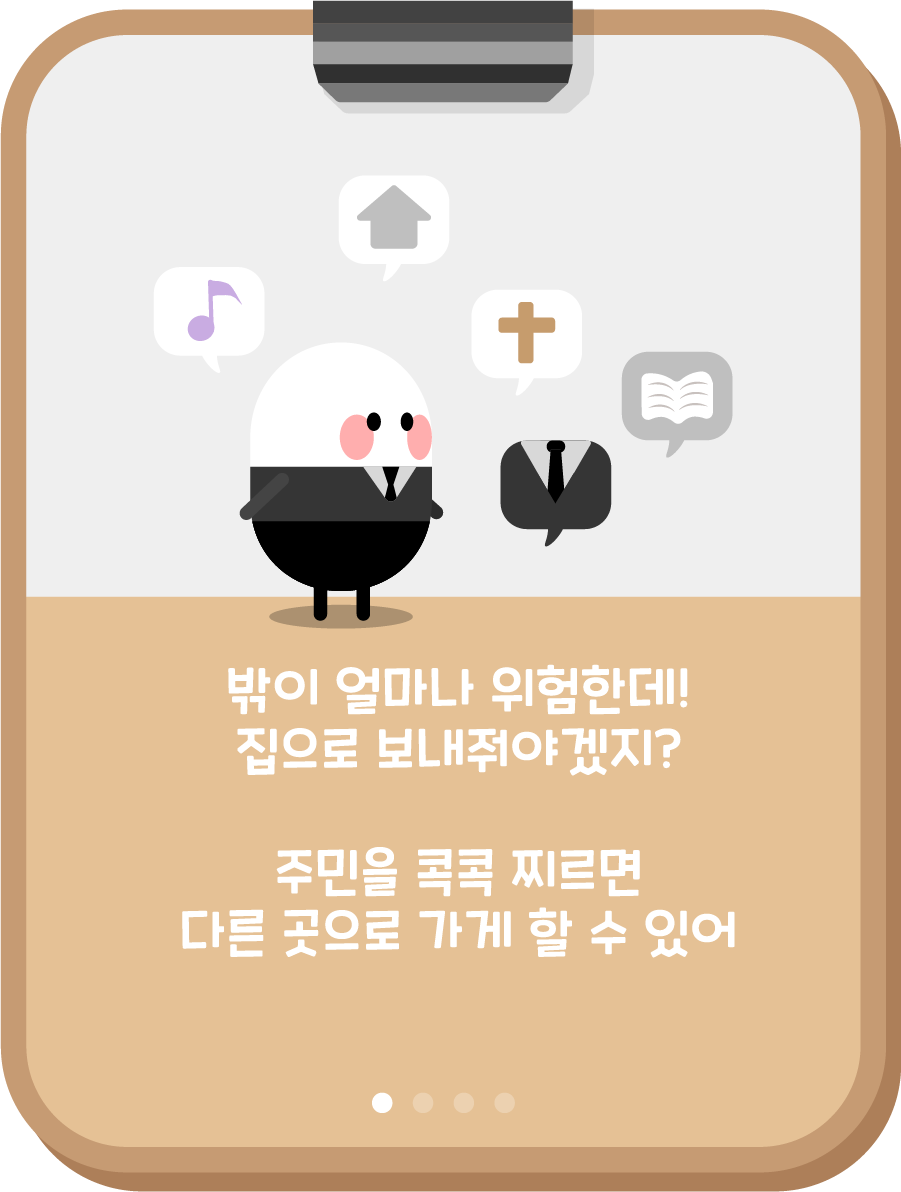 밖이 얼마나 위험한데!
집으로 보내줘야겠지?
주민을 콕콕 찌르면
다른 곳으로 가게 할 수 있어